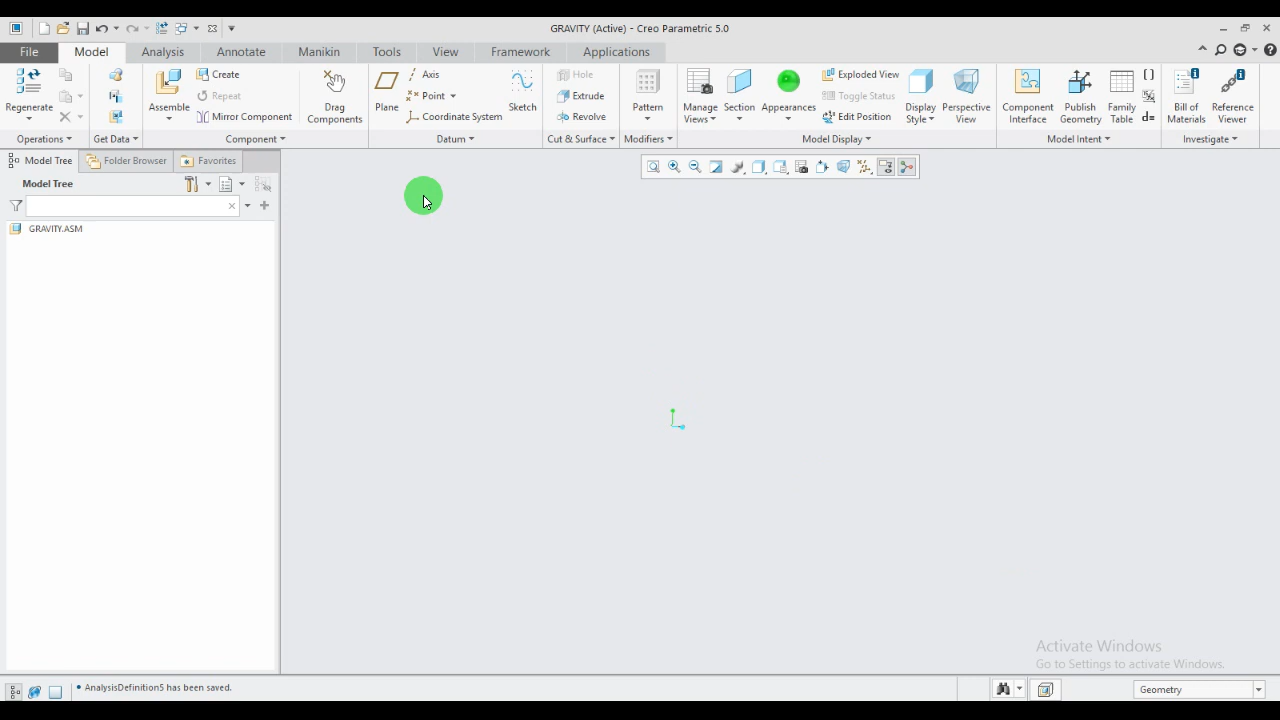 GRAVITY (Active) - Creo Parametric 5.0
File Model Analysis Annotate Manikin Tools View Framework Applications
Regenerate
Operations
Get Data
Assemble
Create
Repeat
Mirror Component
Drag Components
Component
Plane
Axis
Point
Coordinate System
Sketch
Datum
Hole
Extrude
Revolve
Cut & Surface
Pattern
Modifiers
Manage Views
Section
Appearances
Exploded View
Toggle Status
Edit Position
Display Style
Perspective View
Model Display
Component Interface
Publish Geometry
Family Table
[ ]
d=
Model Intent
Bill of Materials
Reference Viewer
Investigate
Model Tree Folder Browser Favorites
Model Tree
GRAVITY.ASM
Activate Windows
Go to Settings to activate Windows.
• AnalysisDefinition5 has been saved.
Geometry